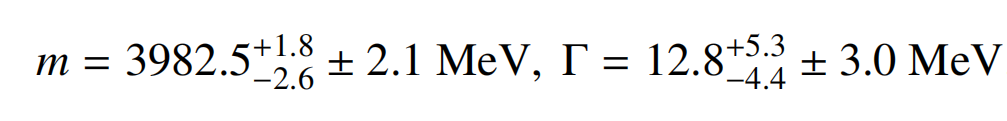 m = 3982.5^{+1.8}_{−2.6} ± 2.1 MeV, Γ = 12.8^{+5.3}_{−4.4} ± 3.0 MeV